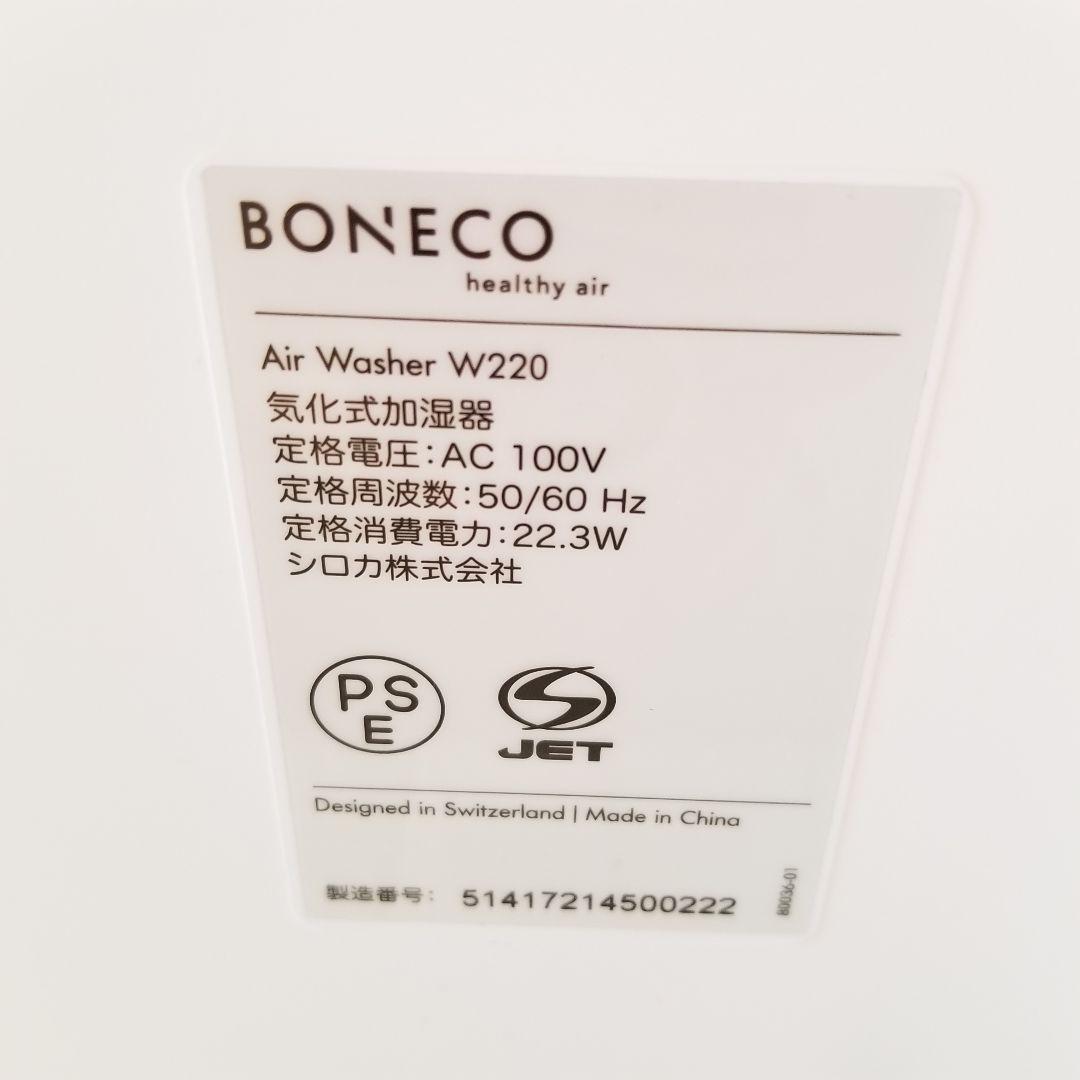 BONECO
healthy air
Air Washer W220
気化式加湿器
定格電圧:AC 100V
定格周波数:50/60 Hz
定格消費電力:22.3W
シロカ株式会社
PS
E
S
JET
Designed in Switzerland | Made in China
製造番号: 51417214500222
80036-01